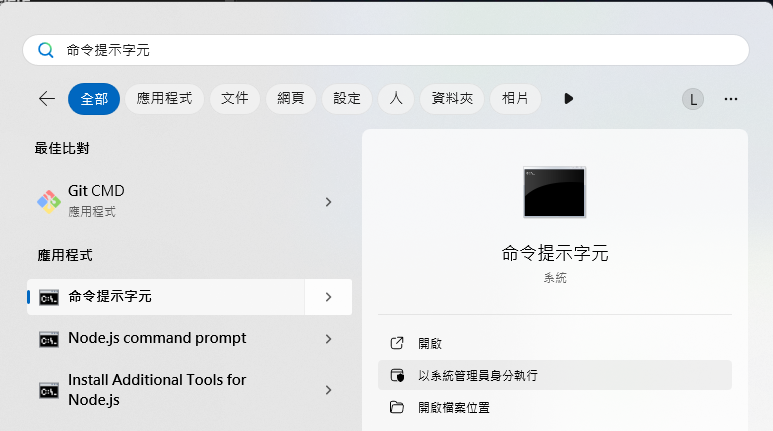 命令提示字元
全部 應用程式 文件 網頁 設定 人 資料夾 相片 L
最佳比對
Git CMD
應用程式
應用程式
命令提示字元
Node.js command prompt
Install Additional Tools for
Node.js
命令提示字元
系統
開啟
以系統管理員身分執行
開啟檔案位置